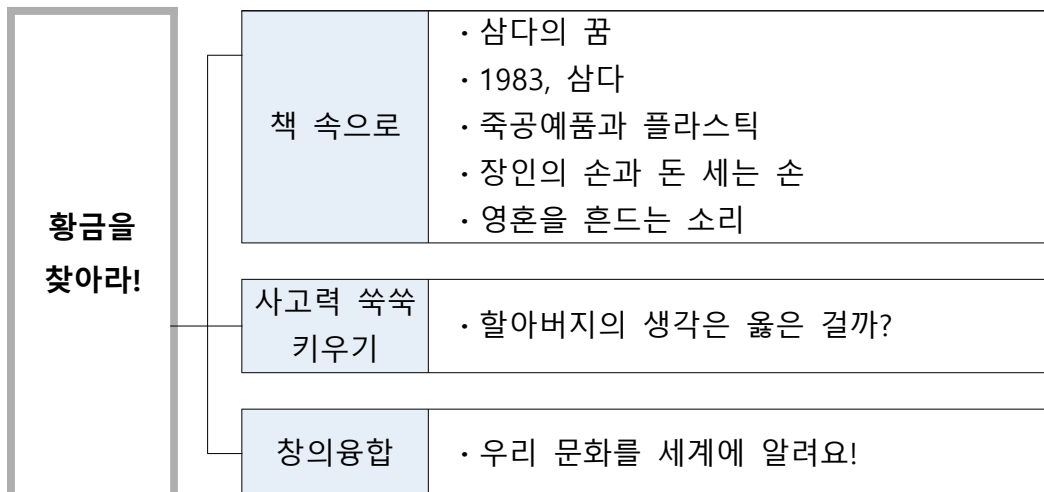 황금을
찾아라!
책 속으로
· 삼다의 꿈
· 1983, 삼다
· 죽공예품과 플라스틱
· 장인의 손과 돈 세는 손
· 영혼을 흔드는 소리
사고력 쑥쑥
키우기
· 할아버지의 생각은 옳은 걸까?
창의융합
· 우리 문화를 세계에 알려요!